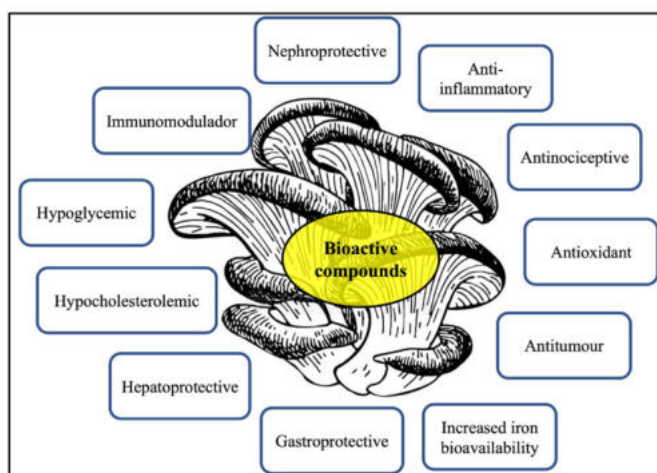 Nephroprotective
Anti-
inflammatory
Immunomodulador
Antinociceptive
Hypoglycemic
Bioactive
compounds
Antioxidant
Hypocholesterolemic
Antitumour
Hepatoprotective
Gastroprotective
Increased iron
bioavailability